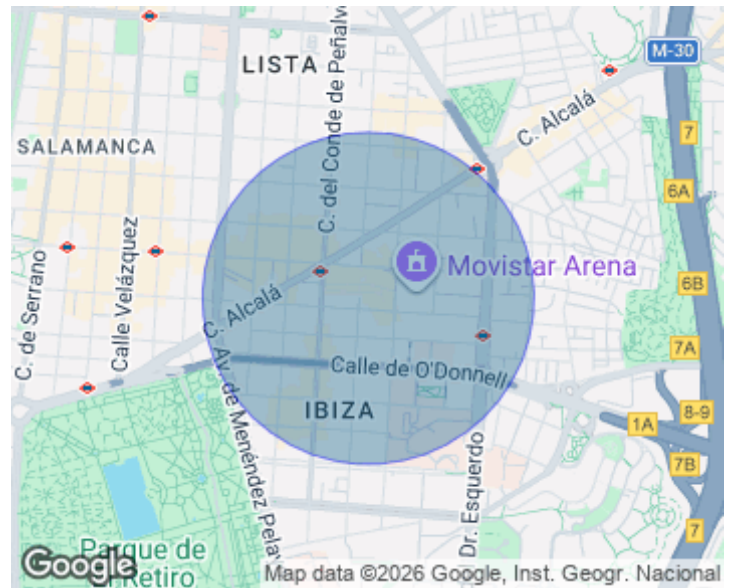 LISTA
M-30
C. del Conde de Peñalv
C. Alcalá
7
SALAMANCA
6A
Calle Velázquez
C. de Serrano
Movistar Arena
6B
C. Alcalá
7A
Calle de O'Donnell
C. Av. de Menéndez Pelay
IBIZA
8-9
1A
7B
Dr. Esquerdo
7
Parque de
l Retiro
Google
Map data ©2026 Google, Inst. Geogr. Nacional